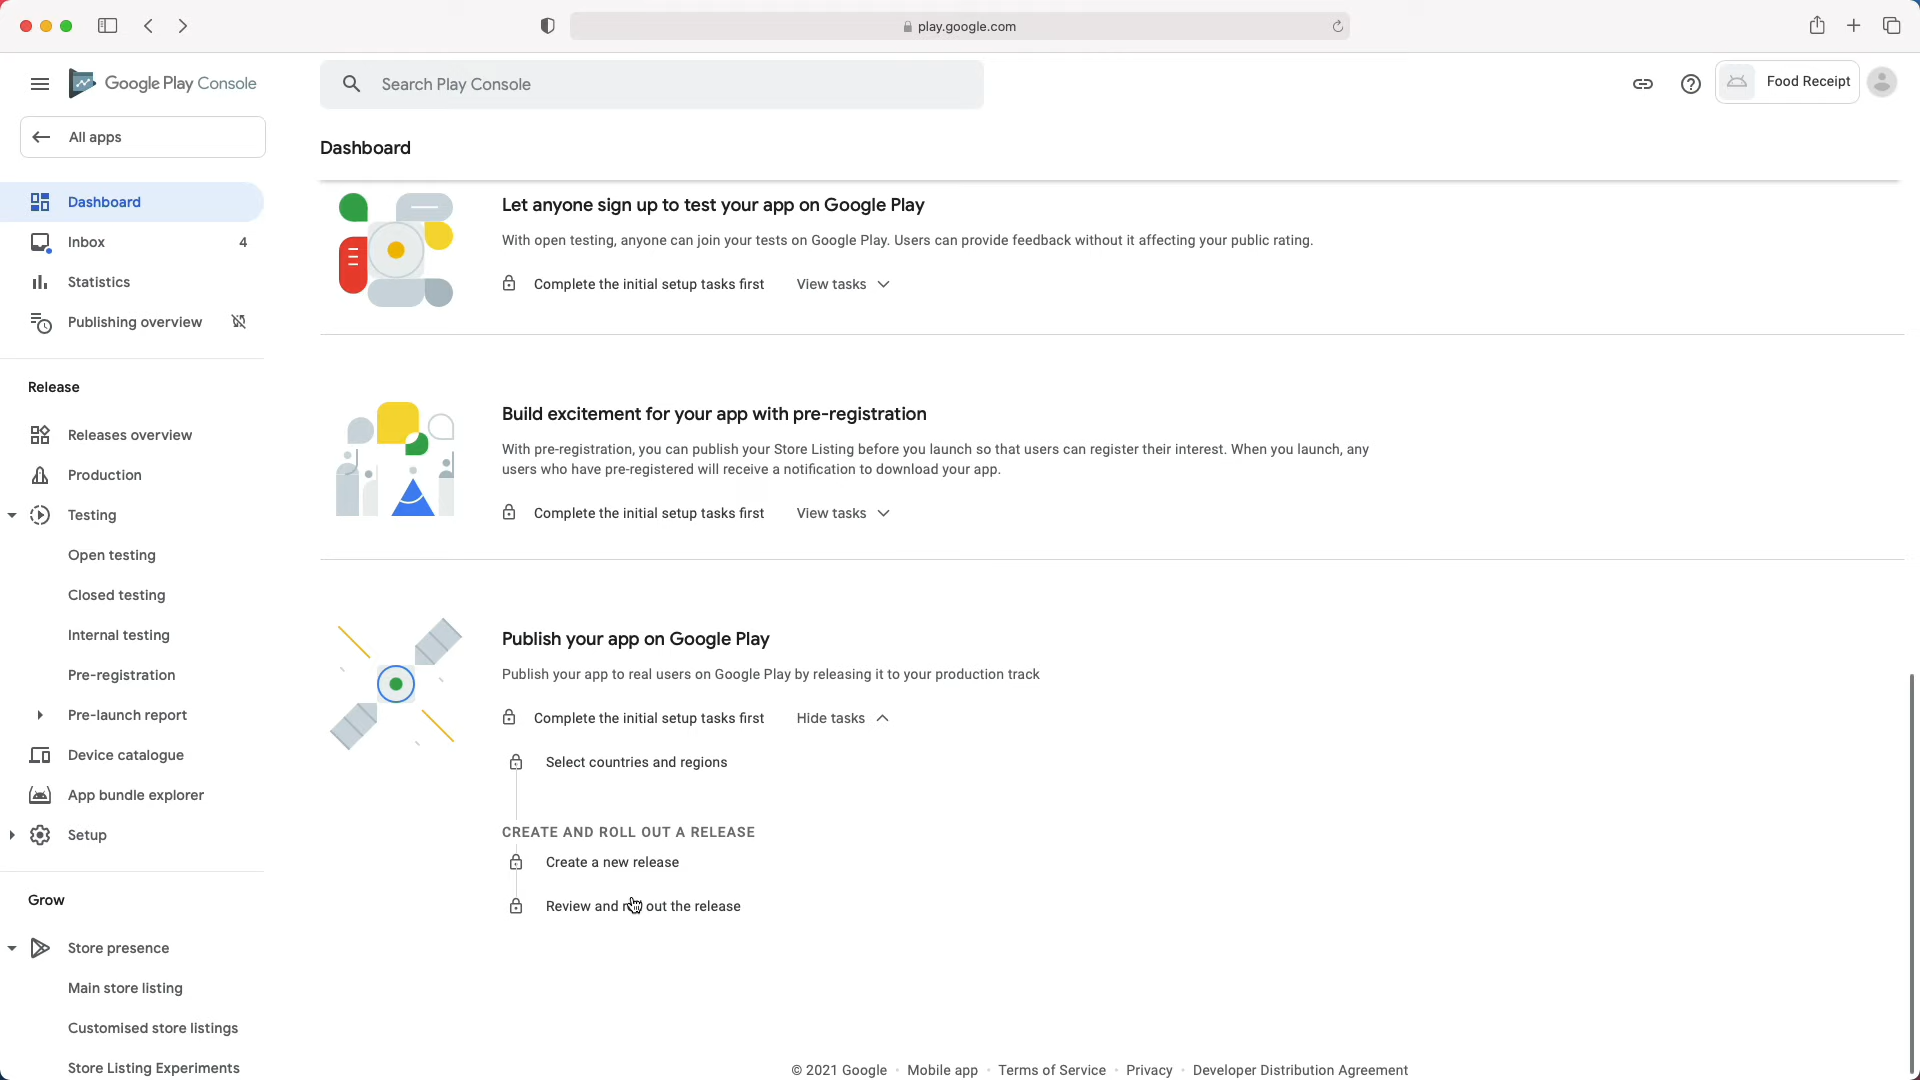 play.google.com
Google Play Console
Search Play Console
Food Receipt
All apps
Dashboard
Dashboard
Inbox 4
Statistics
Publishing overview
Release
Releases overview
Production
Testing
Open testing
Closed testing
Internal testing
Pre-registration
Pre-launch report
Device catalogue
App bundle explorer
Setup
Grow
Store presence
Main store listing
Customised store listings
Store Listing Experiments
Let anyone sign up to test your app on Google Play
With open testing, anyone can join your tests on Google Play. Users can provide feedback without it affecting your public rating.
Complete the initial setup tasks first View tasks
Build excitement for your app with pre-registration
With pre-registration, you can publish your Store Listing before you launch so that users can register their interest. When you launch, any
users who have pre-registered will receive a notification to download your app.
Complete the initial setup tasks first View tasks
Publish your app on Google Play
Publish your app to real users on Google Play by releasing it to your production track
Complete the initial setup tasks first Hide tasks
Select countries and regions
CREATE AND ROLL OUT A RELEASE
Create a new release
Review and roll out the release
© 2021 Google · Mobile app · Terms of Service · Privacy · Developer Distribution Agreement